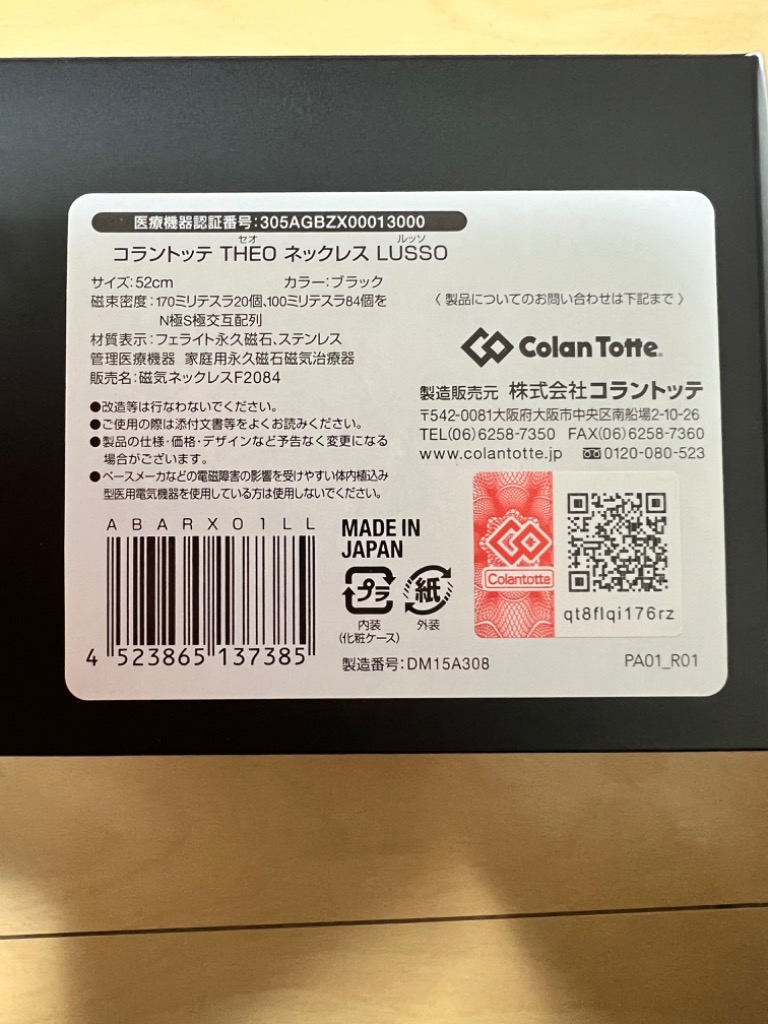 医療機器認証番号:305AGBZX00013000
セオ ルッソ
コラントッテ THEO ネックレス LUSSO
サイズ:52cm カラー:ブラック
磁束密度:170ミリテスラ20個、100ミリテスラ84個を
N極S極交互配列
材質表示:フェライト永久磁石、ステンレス
管理医療機器 家庭用永久磁石磁気治療器
販売名:磁気ネックレスF2084
●改造等は行なわないでください。
●ご使用の際は添付文書等をよくお読みください。
●製品の仕様・価格・デザインなど予告なく変更になる
場合がございます。
●ペースメーカなどの電磁障害の影響を受けやすい体内植込み
型医用電気機器を使用している方は使用しないでください。
〈 製品についてのお問い合わせは下記まで 〉
Colan Totte.
製造販売元 株式会社コラントッテ
〒542-0081大阪府大阪市中央区南船場2-10-26
TEL(06)6258-7350 FAX(06)6258-7360
www.colantotte.jp 0120-080-523
ABARX01LL
4 523865 137385
MADE IN
JAPAN
プラ 紙
内装 外装
(化粧ケース)
製造番号:DM15A308
Colantotte
qt8flqi176rz
PA01_R01